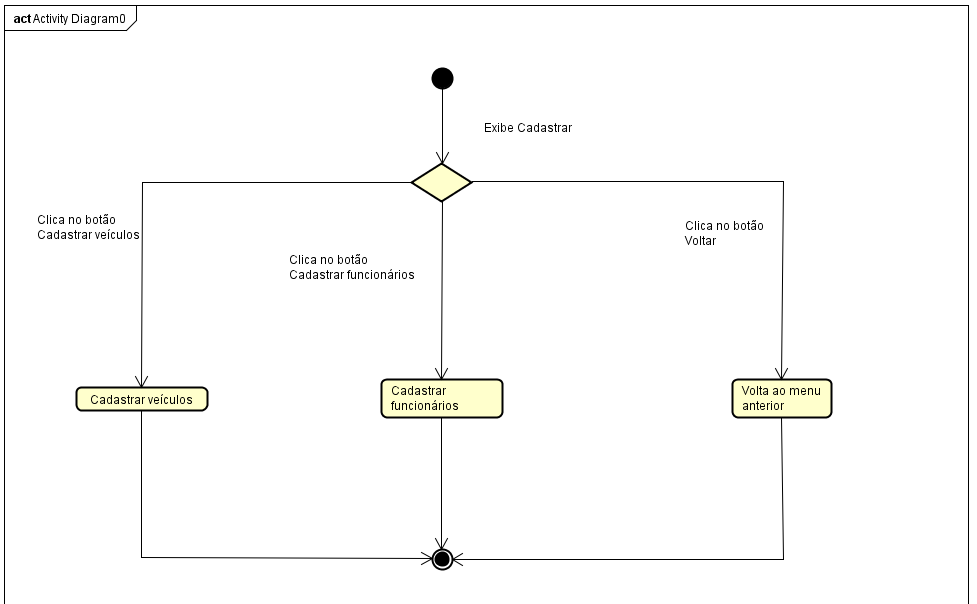 act Activity Diagram0
Exibe Cadastrar
Clica no botão
Cadastrar veículos
Clica no botão
Cadastrar funcionários
Clica no botão
Voltar
Cadastrar veículos
Cadastrar
funcionários
Volta ao menu
anterior